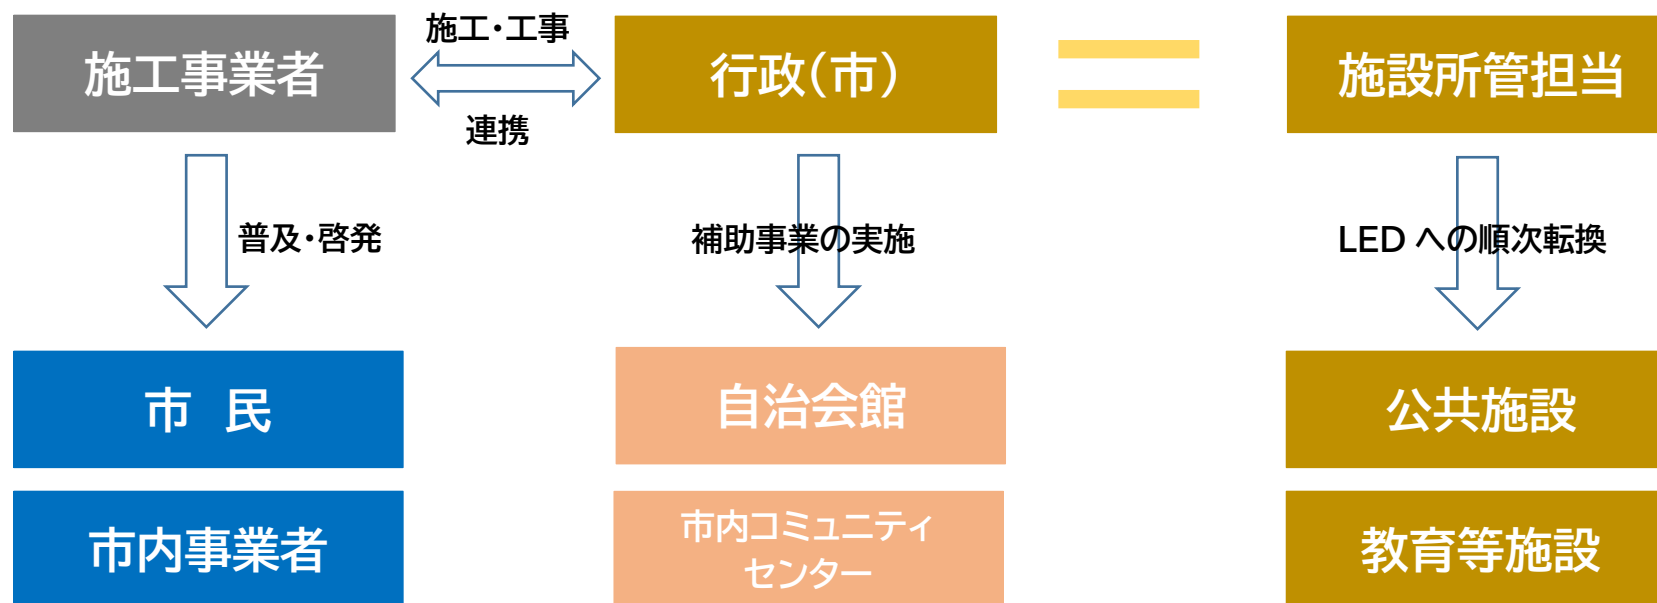 施工事業者
施工・工事
連携
行政(市)
施設所管担当
普及・啓発
補助事業の実施
LED への順次転換
市 民
自治会館
公共施設
市内事業者
市内コミュニティ
センター
教育等施設